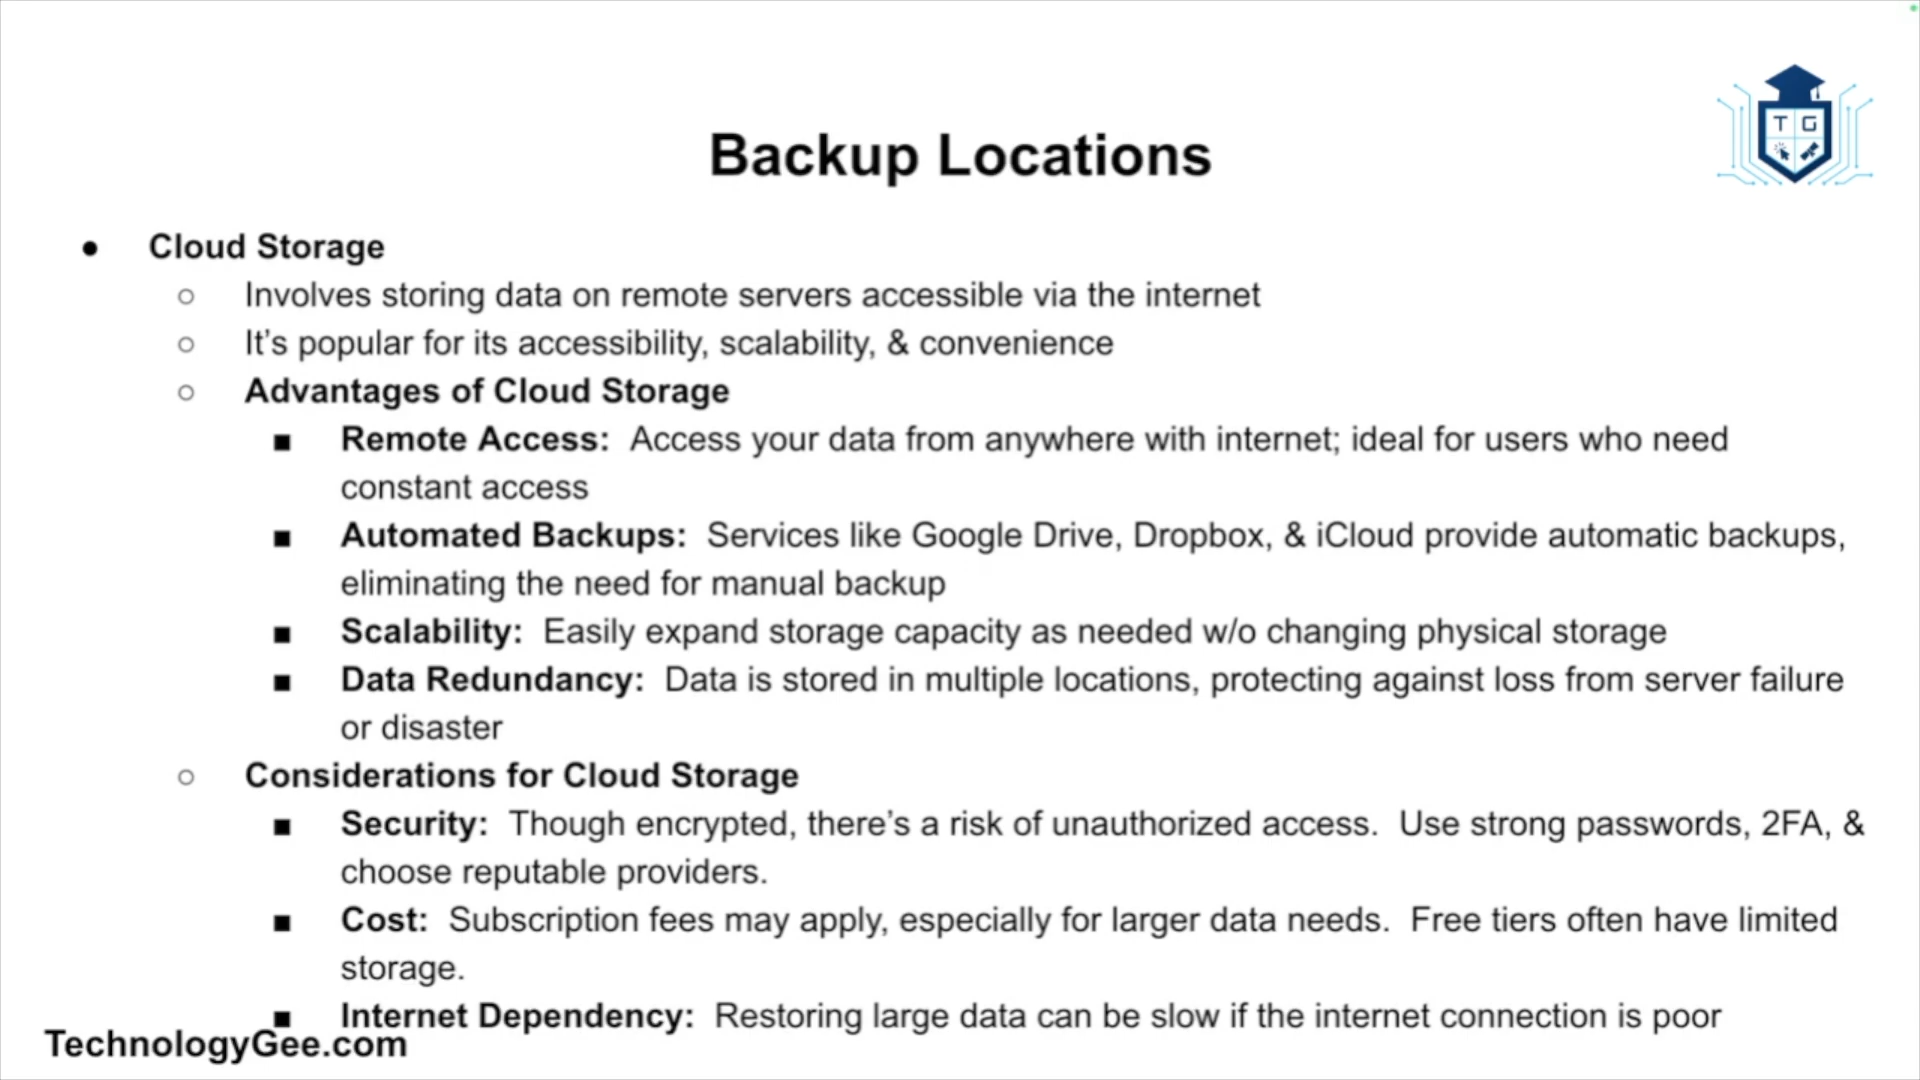 T G
Backup Locations
● Cloud Storage
○ Involves storing data on remote servers accessible via the internet
○ It’s popular for its accessibility, scalability, & convenience
○ Advantages of Cloud Storage
■ Remote Access: Access your data from anywhere with internet; ideal for users who need
constant access
■ Automated Backups: Services like Google Drive, Dropbox, & iCloud provide automatic backups,
eliminating the need for manual backup
■ Scalability: Easily expand storage capacity as needed w/o changing physical storage
■ Data Redundancy: Data is stored in multiple locations, protecting against loss from server failure
or disaster
○ Considerations for Cloud Storage
■ Security: Though encrypted, there’s a risk of unauthorized access. Use strong passwords, 2FA, &
choose reputable providers.
■ Cost: Subscription fees may apply, especially for larger data needs. Free tiers often have limited
storage.
■ Internet Dependency: Restoring large data can be slow if the internet connection is poor
TechnologyGee.com